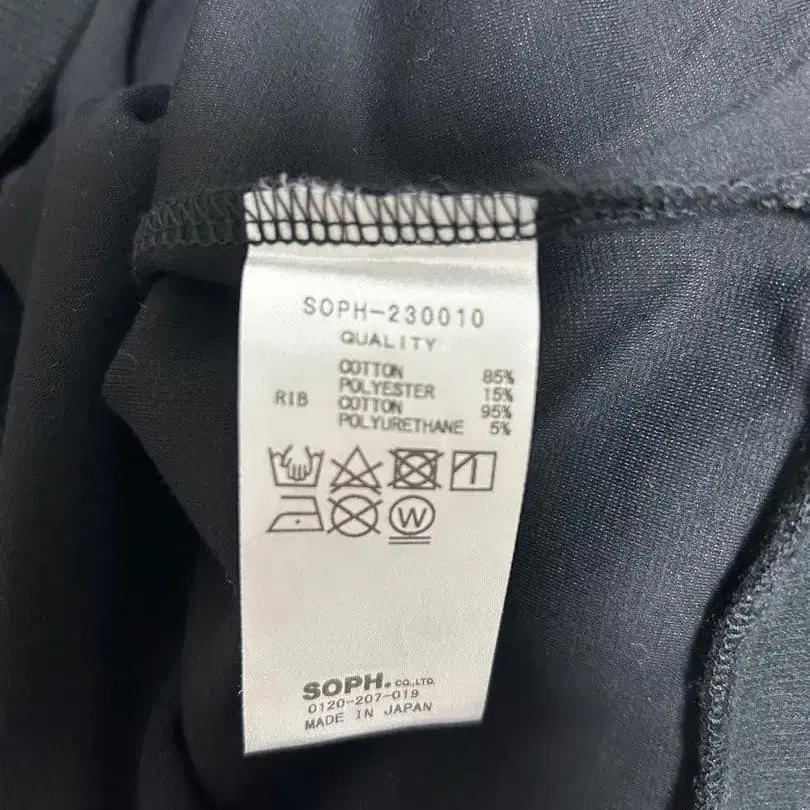 SOPH-230010
QUALITY
COTTON 85%
POLYESTER 15%
RIB COTTON 95%
POLYURETHANE 5%
W
SOPH. CO.,LTD.
0120-207-019
MADE IN JAPAN